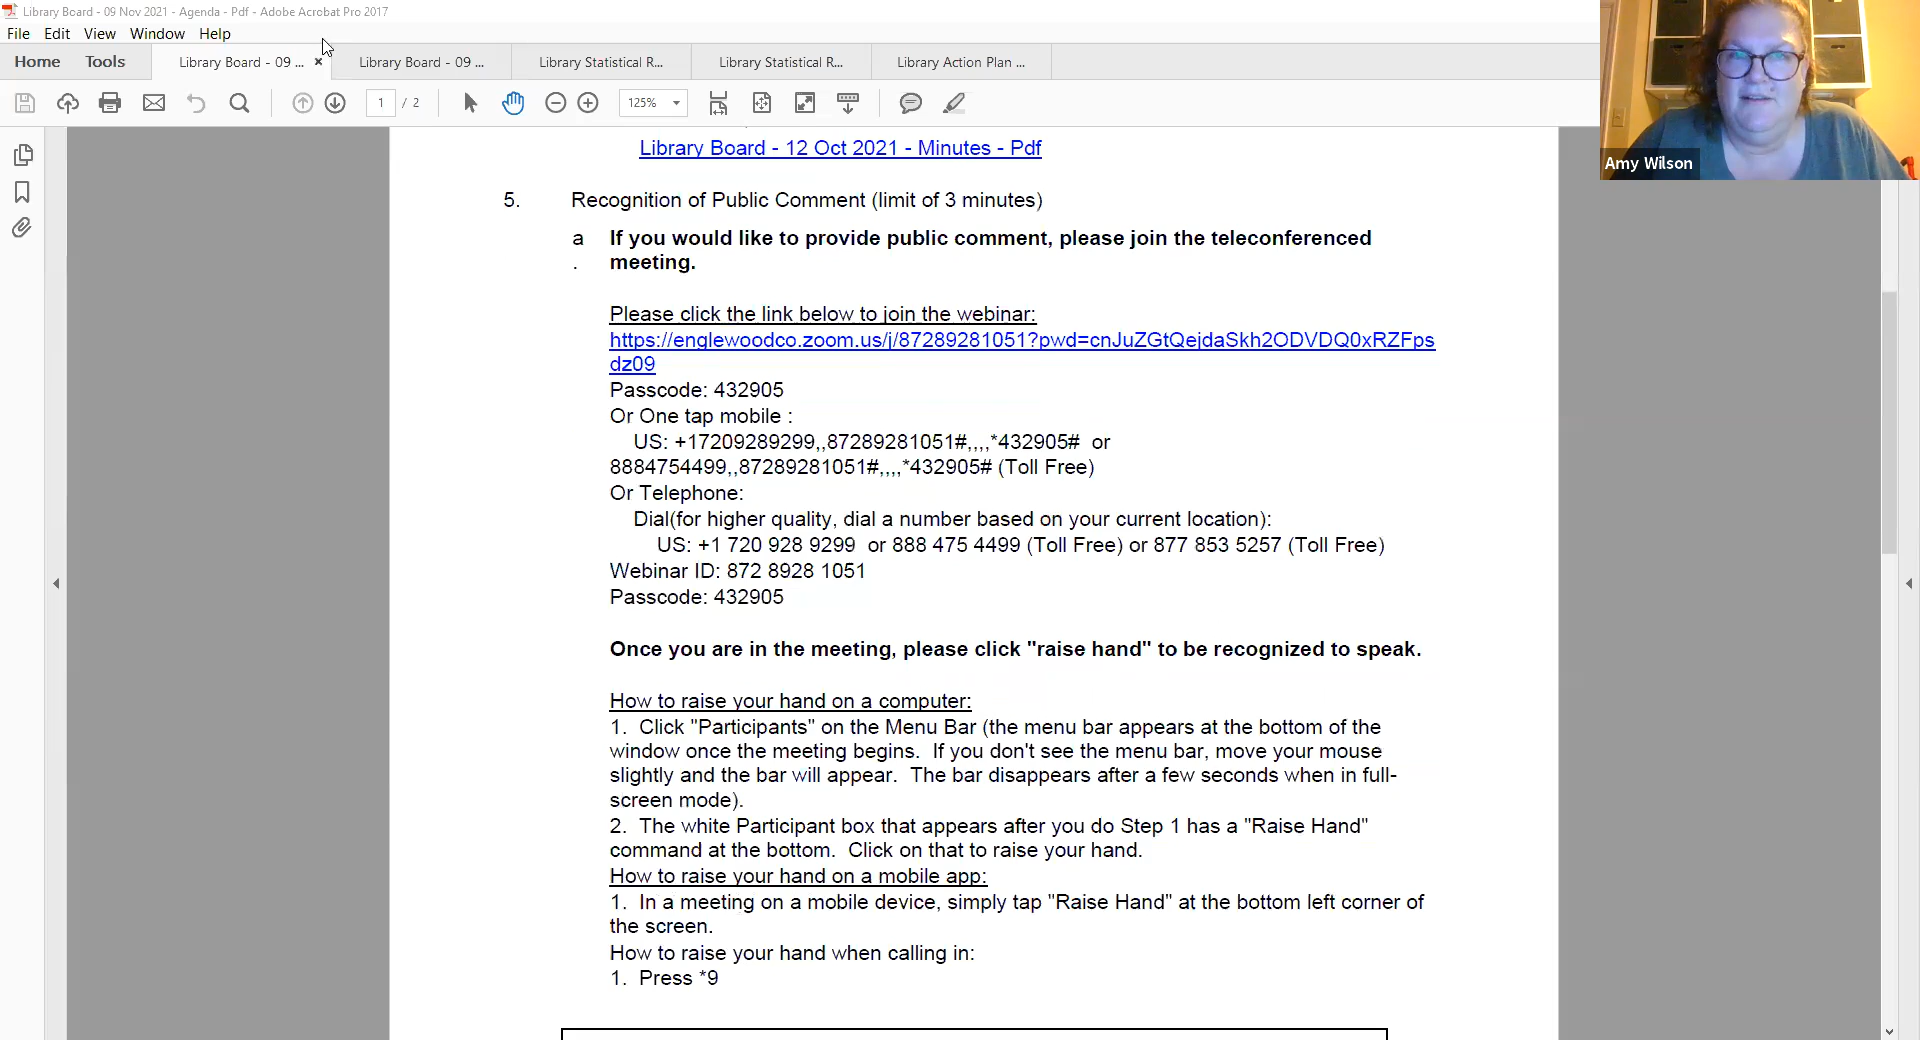 Library Board - 09 Nov 2021 - Agenda - Pdf - Adobe Acrobat Pro 2017
File Edit View Window Help
Home Tools Library Board - 09 ... × Library Board - 09 ... Library Statistical R... Library Statistical R... Library Action Plan ...
1 / 2 125%
Amy Wilson
Library Board - 12 Oct 2021 - Minutes - Pdf
5. Recognition of Public Comment (limit of 3 minutes)
a If you would like to provide public comment, please join the teleconferenced
. meeting.
Please click the link below to join the webinar:
https://englewoodco.zoom.us/j/87289281051?pwd=cnJuZGtQejdaSkh2ODVDQ0xRZFps
dz09
Passcode: 432905
Or One tap mobile :
US: +17209289299,,87289281051#,,,,*432905# or
8884754499,,87289281051#,,,,*432905# (Toll Free)
Or Telephone:
Dial(for higher quality, dial a number based on your current location):
US: +1 720 928 9299 or 888 475 4499 (Toll Free) or 877 853 5257 (Toll Free)
Webinar ID: 872 8928 1051
Passcode: 432905
Once you are in the meeting, please click "raise hand" to be recognized to speak.
How to raise your hand on a computer:
1. Click "Participants" on the Menu Bar (the menu bar appears at the bottom of the
window once the meeting begins. If you don't see the menu bar, move your mouse
slightly and the bar will appear. The bar disappears after a few seconds when in full-
screen mode).
2. The white Participant box that appears after you do Step 1 has a "Raise Hand"
command at the bottom. Click on that to raise your hand.
How to raise your hand on a mobile app:
1. In a meeting on a mobile device, simply tap "Raise Hand" at the bottom left corner of
the screen.
How to raise your hand when calling in:
1. Press *9